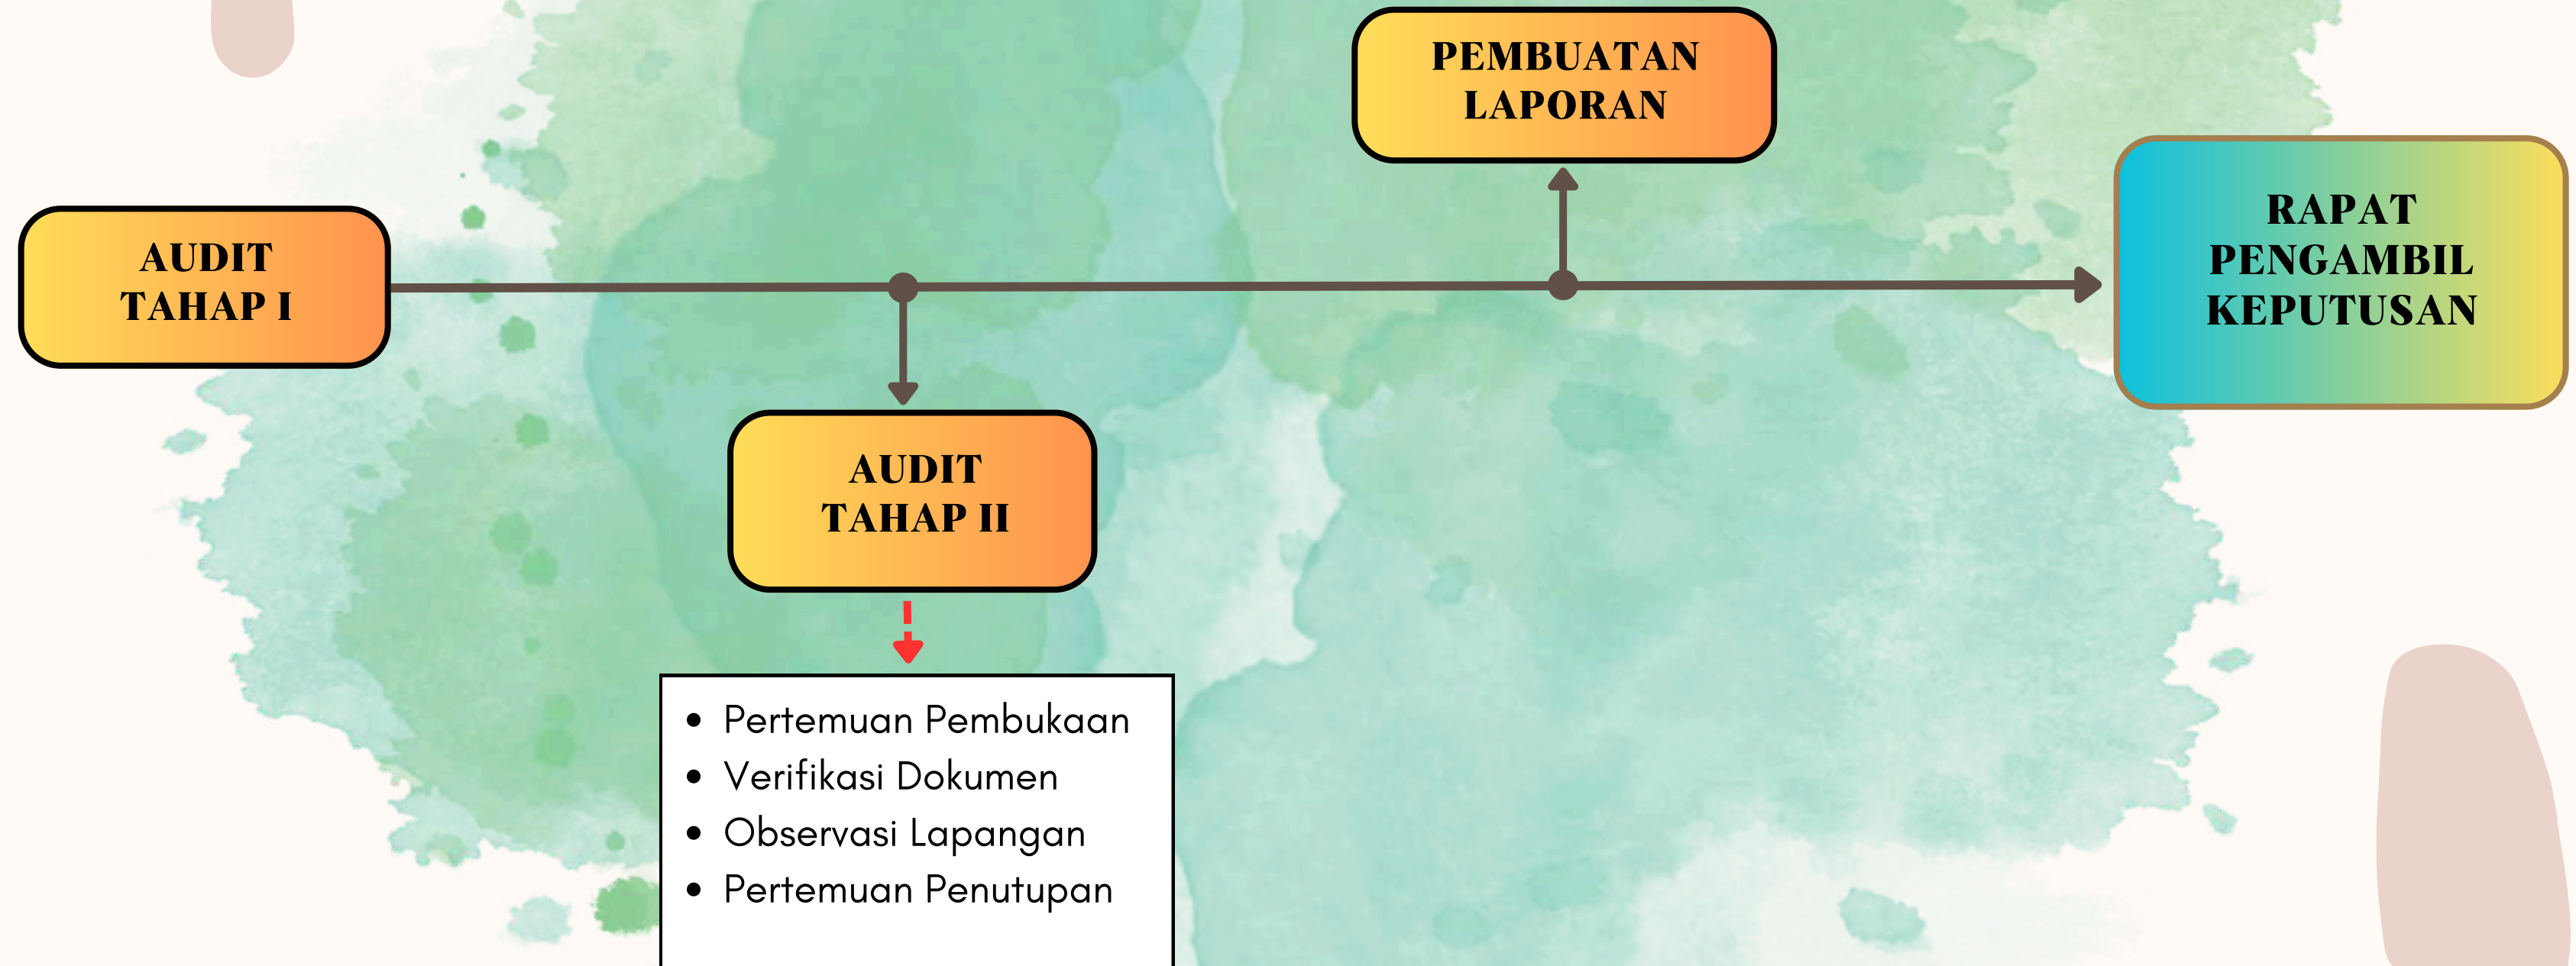 AUDIT
TAHAP I
AUDIT
TAHAP II
• Pertemuan Pembukaan
• Verifikasi Dokumen
• Observasi Lapangan
• Pertemuan Penutupan
PEMBUATAN
LAPORAN
RAPAT
PENGAMBIL
KEPUTUSAN